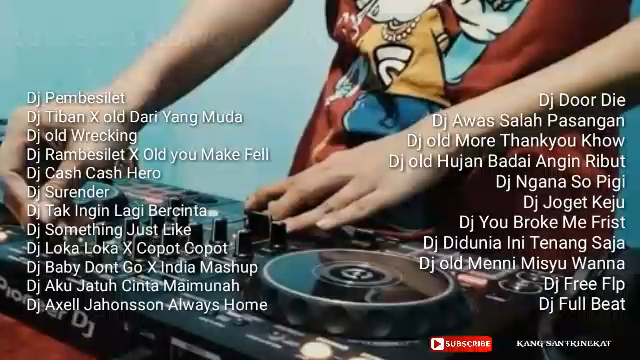 Dj Pembesilet
Dj Tiban X old Dari Yang Muda
Dj old Wrecking
Dj Rambesilet X Old you Make Fell
Dj Cash Cash Hero
Dj Surender
Dj Tak Ingin Lagi Bercinta
Dj Something Just Like
Dj Loka Loka X Copot Copot
Dj Baby Dont Go X India Mashup
Dj Aku Jatuh Cinta Maimunah
Dj Axell Jahonsson Always Home
Dj Door Die
Dj Awas Salah Pasangan
Dj old More Thankyou Khow
Dj old Hujan Badai Angin Ribut
Dj Ngana So Pigi
Dj Joget Keju
Dj You Broke Me Frist
Dj Didunia Ini Tenang Saja
Dj old Menni Misyu Wanna
Dj Free Flp
Dj Full Beat
Pioneer Dj
SUBSCRIBE
KANG SANTRINEKAT